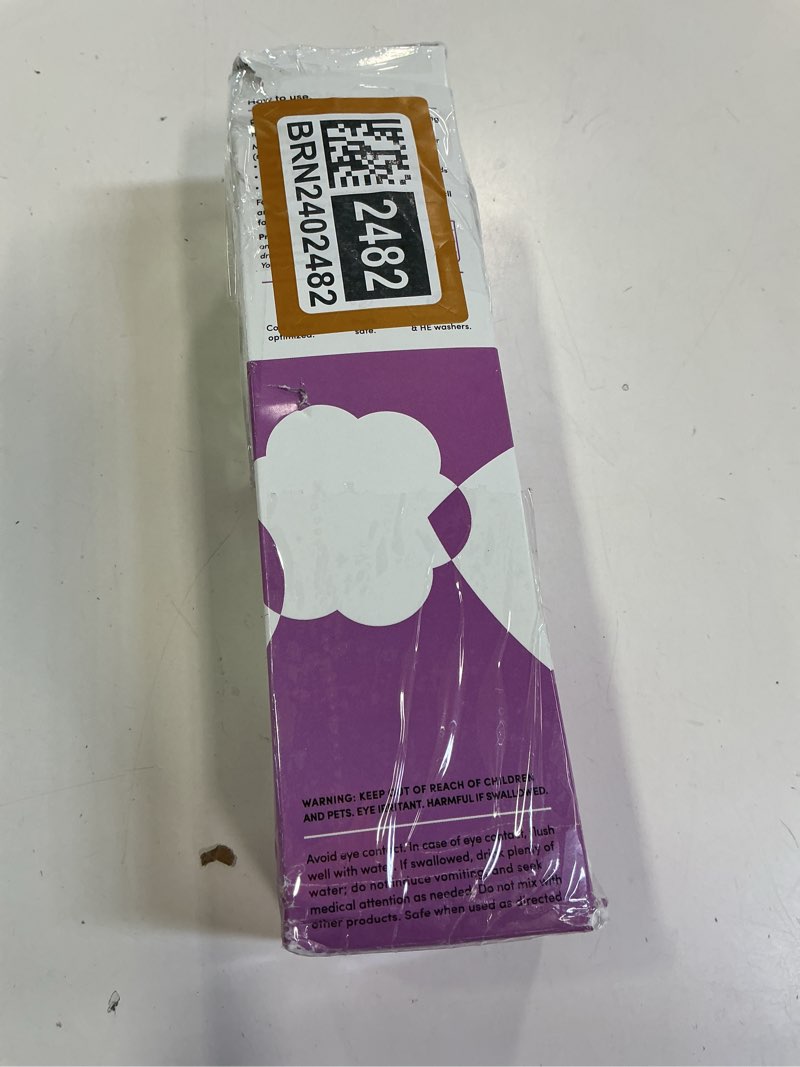 How to use.
BRN2402482
2482
optimized.
safe.
& HE washers.
WARNING: KEEP OUT OF REACH OF CHILDREN
AND PETS. EYE IRRITANT. HARMFUL IF SWALLOWED.
Avoid eye contact. In case of eye contact, flush
well with water. If swallowed, drink plenty of
water; do not induce vomiting, and seek
medical attention as needed. Do not mix with
other products. Safe when used as directed